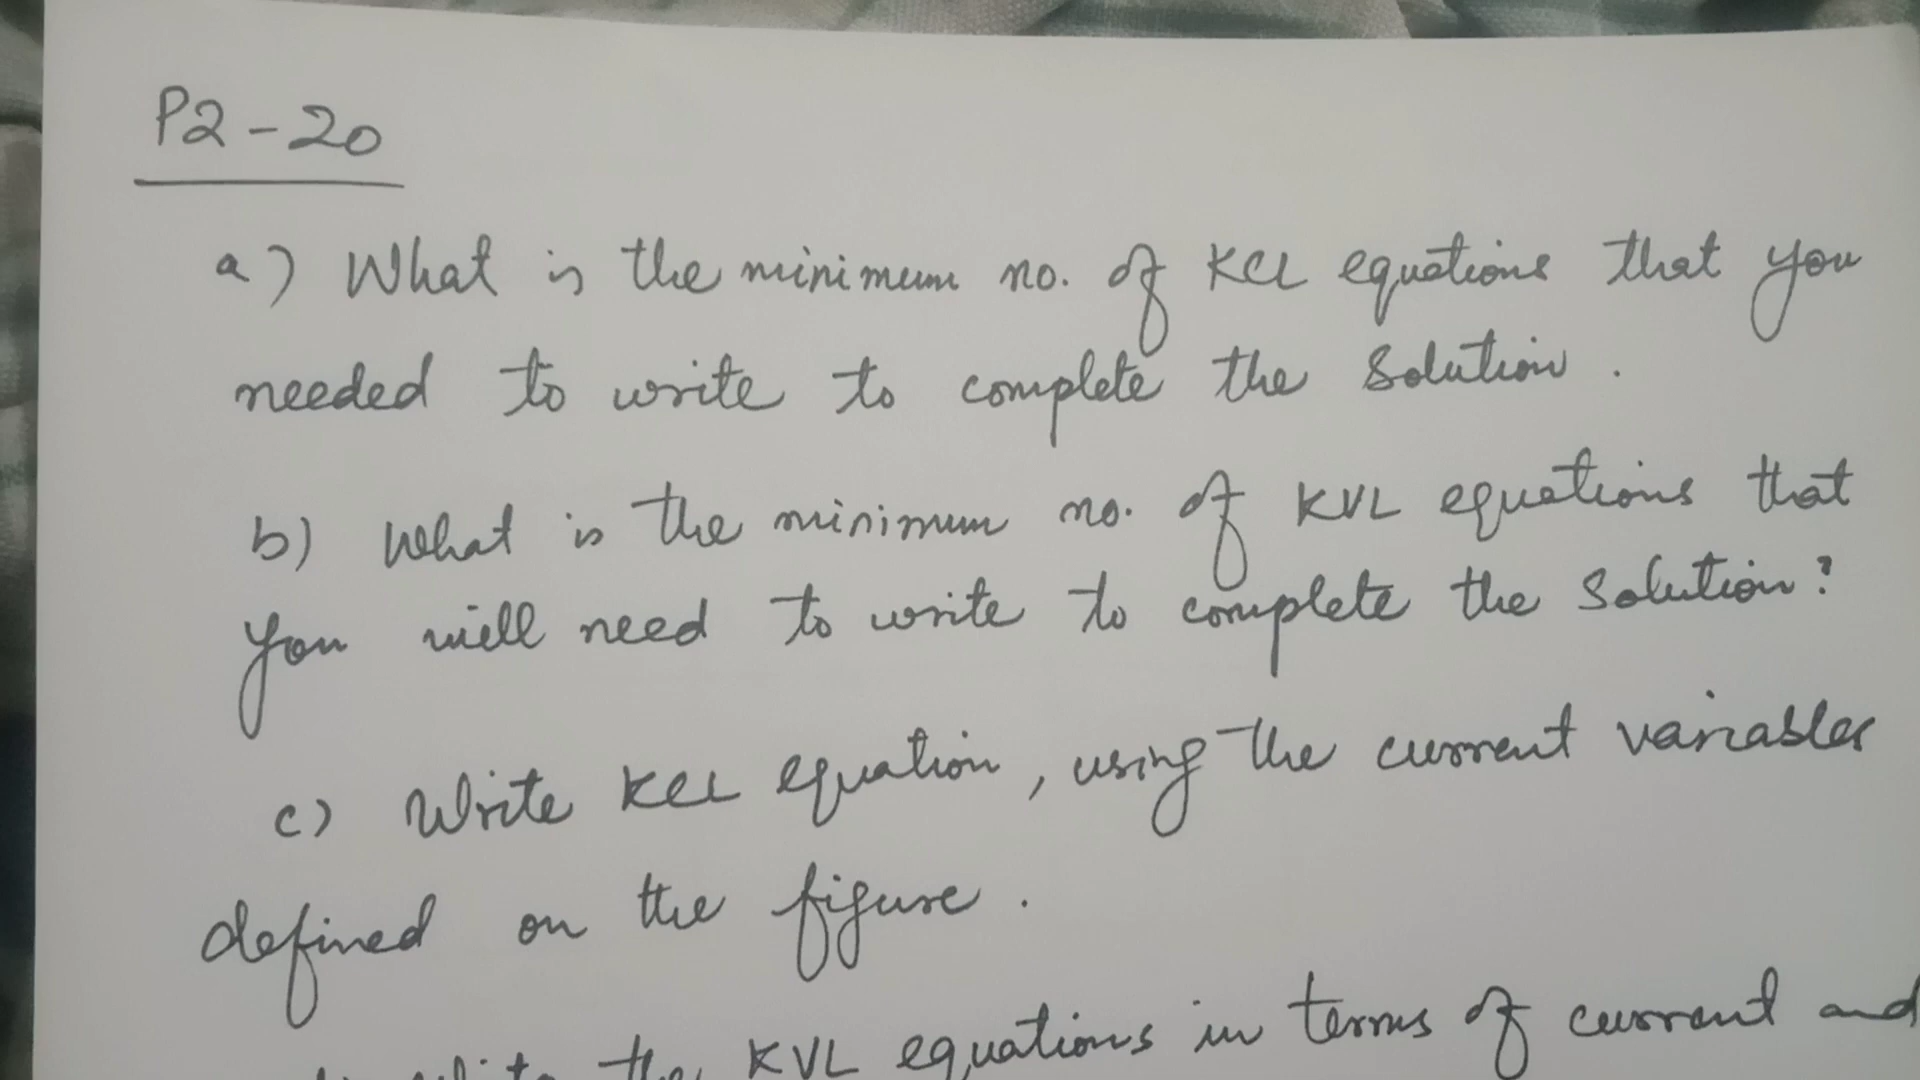 P2-20
a) What is the minimum no. of KCL equations that you
needed to write to complete the solution.
b) What is the minimum no. of KVL equations that
you will need to write to complete the solution?
c) Write KCL equation, using the current variables
defined on the figure.
the KVL equations in terms of current and